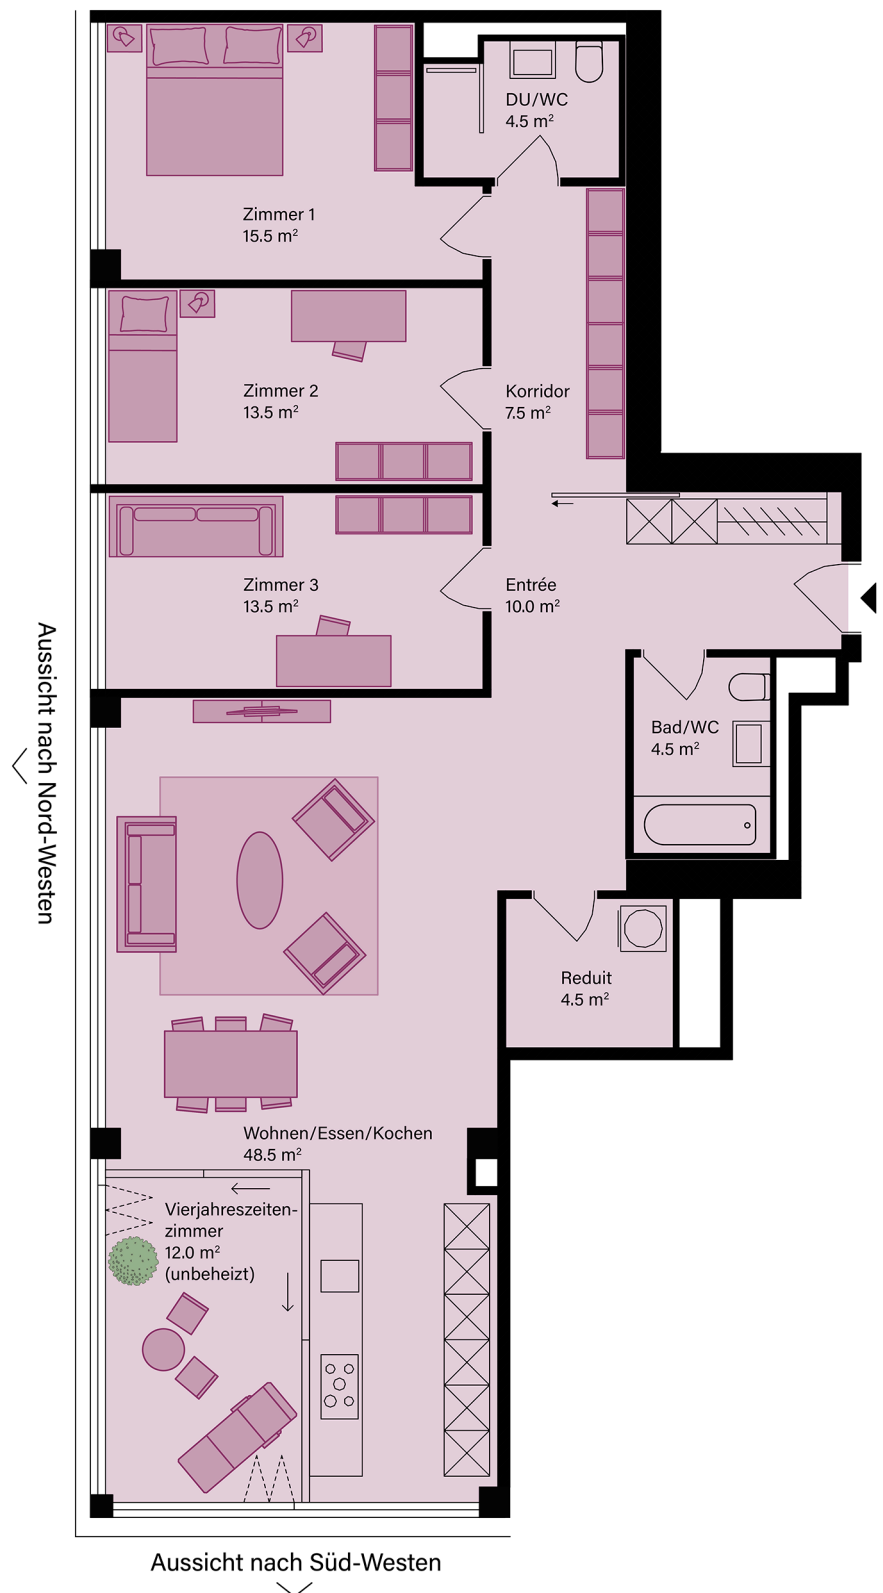 DU/WC
4.5 m²
Zimmer 1
15.5 m²
Zimmer 2
13.5 m²
Korridor
7.5 m²
Zimmer 3
13.5 m²
Entrée
10.0 m²
Aussicht nach Nord-Westen
Bad/WC
4.5 m²
Reduit
4.5 m²
Wohnen/Essen/Kochen
48.5 m²
Vierjahreszeiten-
zimmer
12.0 m²
(unbeheizt)
Aussicht nach Süd-Westen